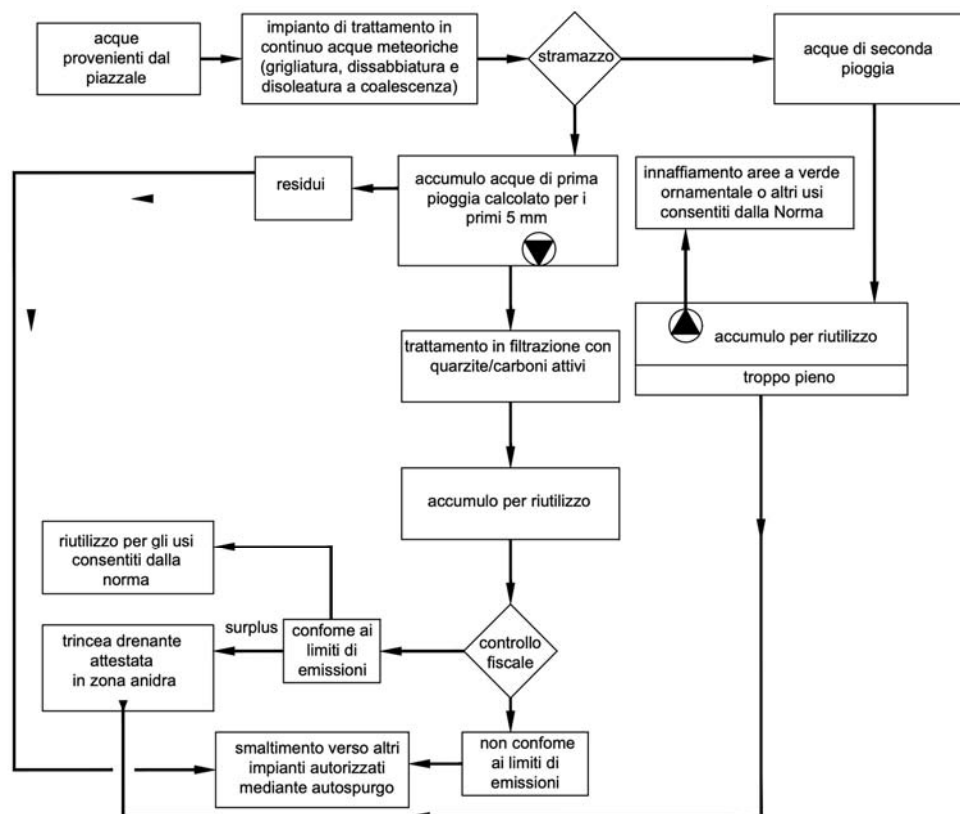 acque
provenienti dal
piazzale
impianto di trattamento in
continuo acque meteoriche
(grigliatura, dissabbiatura e
disoleatura a coalescenza)
stramazzo
acque di seconda
pioggia
residui
accumulo acque di prima
pioggia calcolato per i
primi 5 mm
innaffiamento aree a verde
ornamentale o altri usi
consentiti dalla Norma
trattamento in filtrazione con
quarzite/carboni attivi
accumulo per riutilizzo
troppo pieno
accumulo per riutilizzo
riutilizzo per gli usi
consentiti dalla
norma
trincea drenante
attestata
in zona anidra
surplus
confome ai
limiti di
emissioni
controllo
fiscale
smaltimento verso altri
impianti autorizzati
mediante autospurgo
non confome
ai limiti di
emissioni